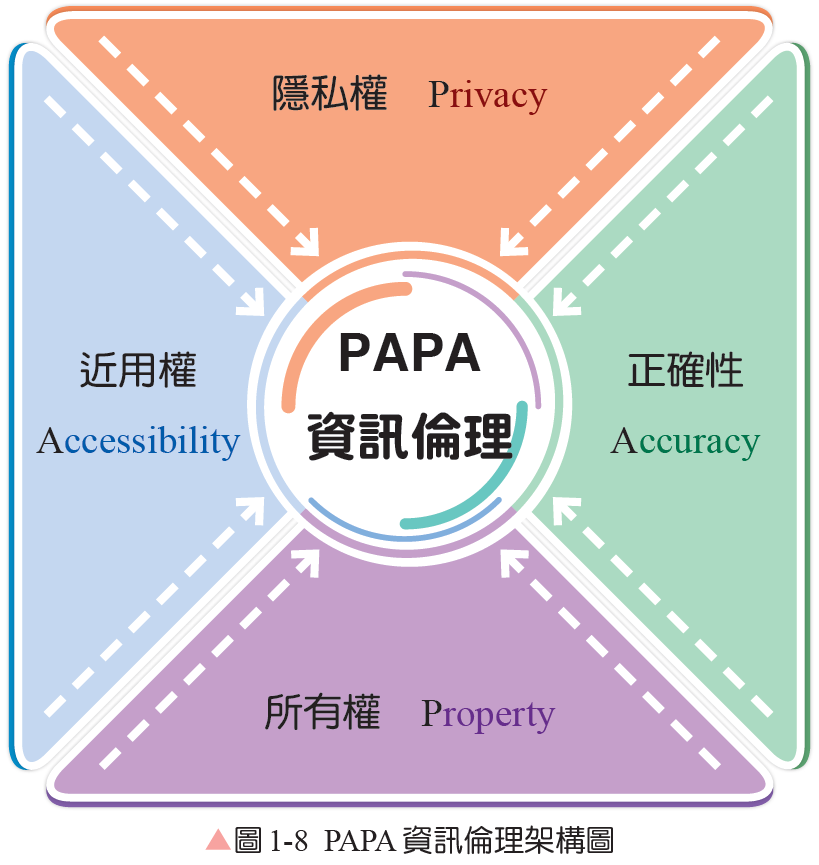 隱私權 Privacy
近用權
Accessibility
PAPA
資訊倫理
正確性
Accuracy
所有權 Property
▲圖 1-8 PAPA 資訊倫理架構圖